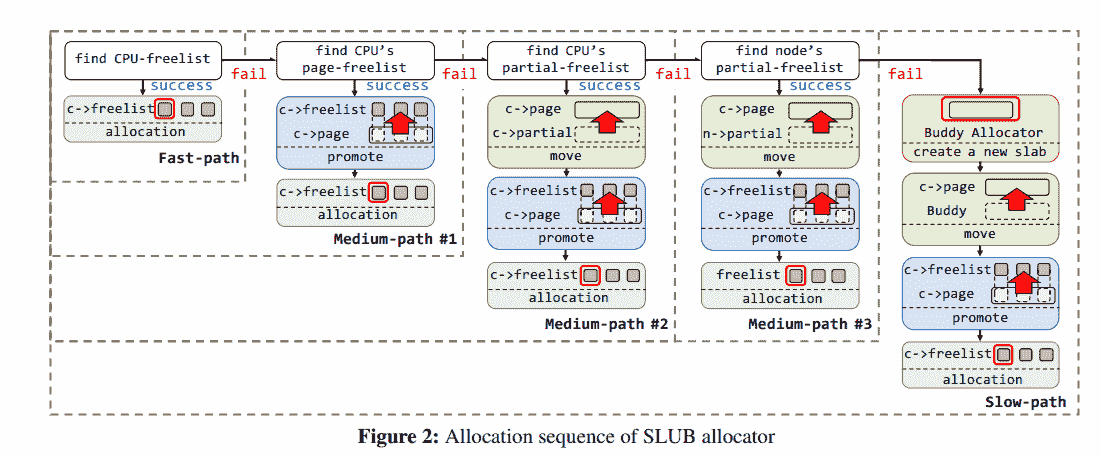 find CPU-freelist
fail
success
c->freelist
allocation
Fast-path
find CPU's
page-freelist
fail
success
c->freelist
c->page
promote
c->freelist
allocation
Medium-path #1
find CPU's
partial-freelist
fail
success
c->page
c->partial
move
c->freelist
c->page
promote
c->freelist
allocation
Medium-path #2
find node's
partial-freelist
fail
success
c->page
n->partial
move
c->freelist
c->page
promote
freelist
allocation
Medium-path #3
Buddy Allocator
create a new slab
c->page
Buddy
move
c->freelist
c->page
promote
c->freelist
allocation
Slow-path
Figure 2: Allocation sequence of SLUB allocator